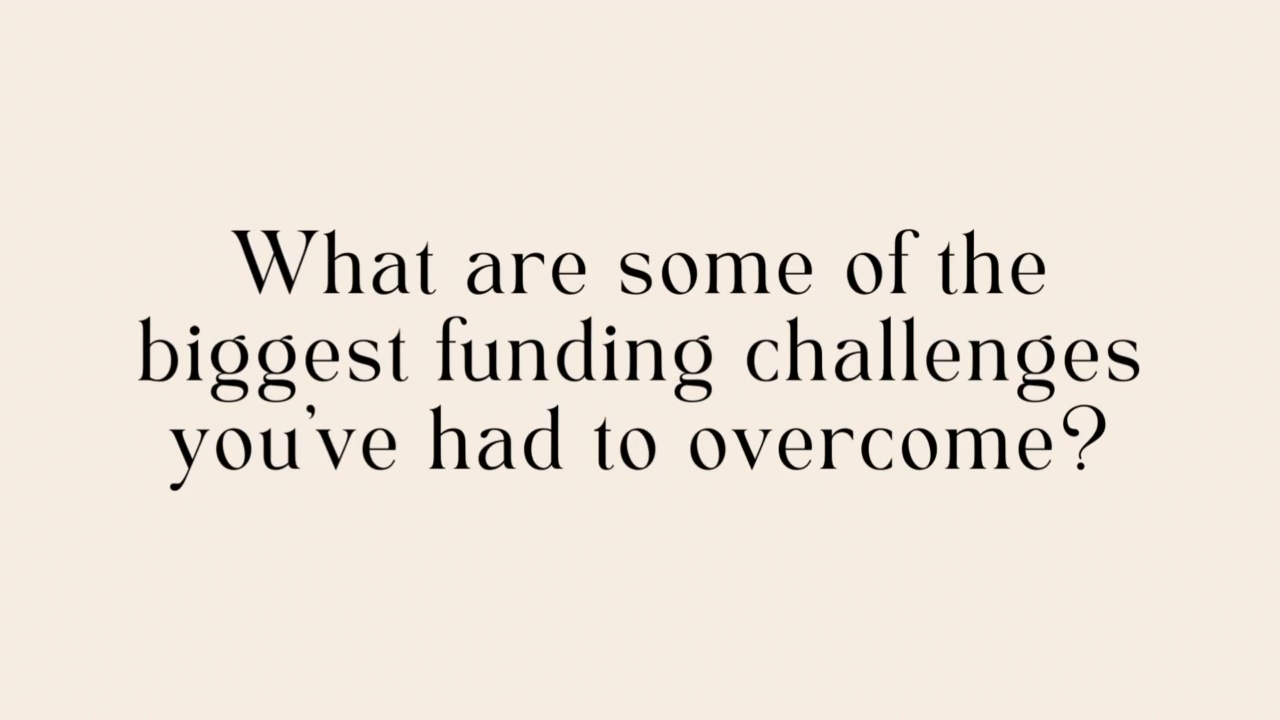 What are some of the
biggest funding challenges
you've had to overcome?